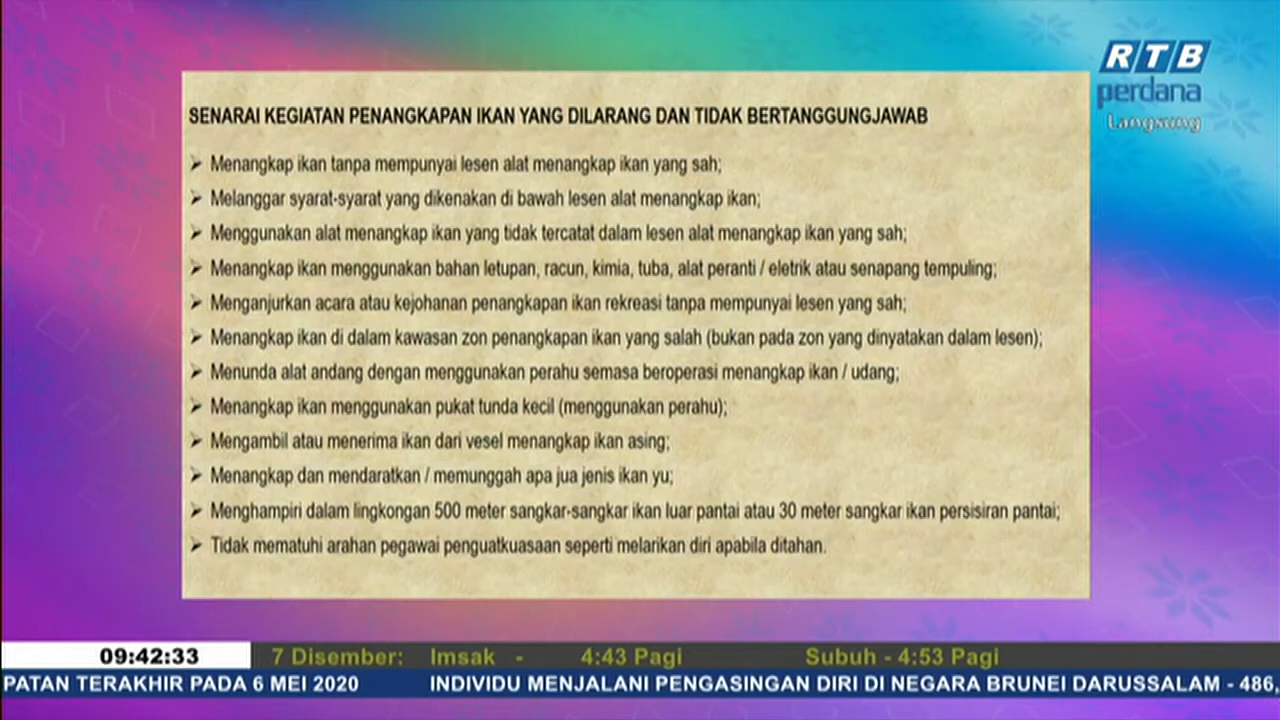 RTB
perdana
Langsung
SENARAI KEGIATAN PENANGKAPAN IKAN YANG DILARANG DAN TIDAK BERTANGGUNGJAWAB
➢ Menangkap ikan tanpa mempunyai lesen alat menangkap ikan yang sah;
➢ Melanggar syarat-syarat yang dikenakan di bawah lesen alat menangkap ikan;
➢ Menggunakan alat menangkap ikan yang tidak tercatat dalam lesen alat menangkap ikan yang sah;
➢ Menangkap ikan menggunakan bahan letupan, racun, kimia, tuba, alat peranti / eletrik atau senapang tempuling;
➢ Menganjurkan acara atau kejohanan penangkapan ikan rekreasi tanpa mempunyai lesen yang sah;
➢ Menangkap ikan di dalam kawasan zon penangkapan ikan yang salah (bukan pada zon yang dinyatakan dalam lesen);
➢ Menunda alat andang dengan menggunakan perahu semasa beroperasi menangkap ikan / udang;
➢ Menangkap ikan menggunakan pukat tunda kecil (menggunakan perahu);
➢ Mengambil atau menerima ikan dari vesel menangkap ikan asing;
➢ Menangkap dan mendaratkan / memunggah apa jua jenis ikan yu;
➢ Menghampiri dalam lingkongan 500 meter sangkar-sangkar ikan luar pantai atau 30 meter sangkar ikan persisiran pantai;
➢ Tidak mematuhi arahan pegawai penguatkuasaan seperti melarikan diri apabila ditahan.
09:42:33 7 Disember: Imsak - 4:43 Pagi Subuh - 4:53 Pagi
PATAN TERAKHIR PADA 6 MEI 2020 INDIVIDU MENJALANI PENGASINGAN DIRI DI NEGARA BRUNEI DARUSSALAM - 486,